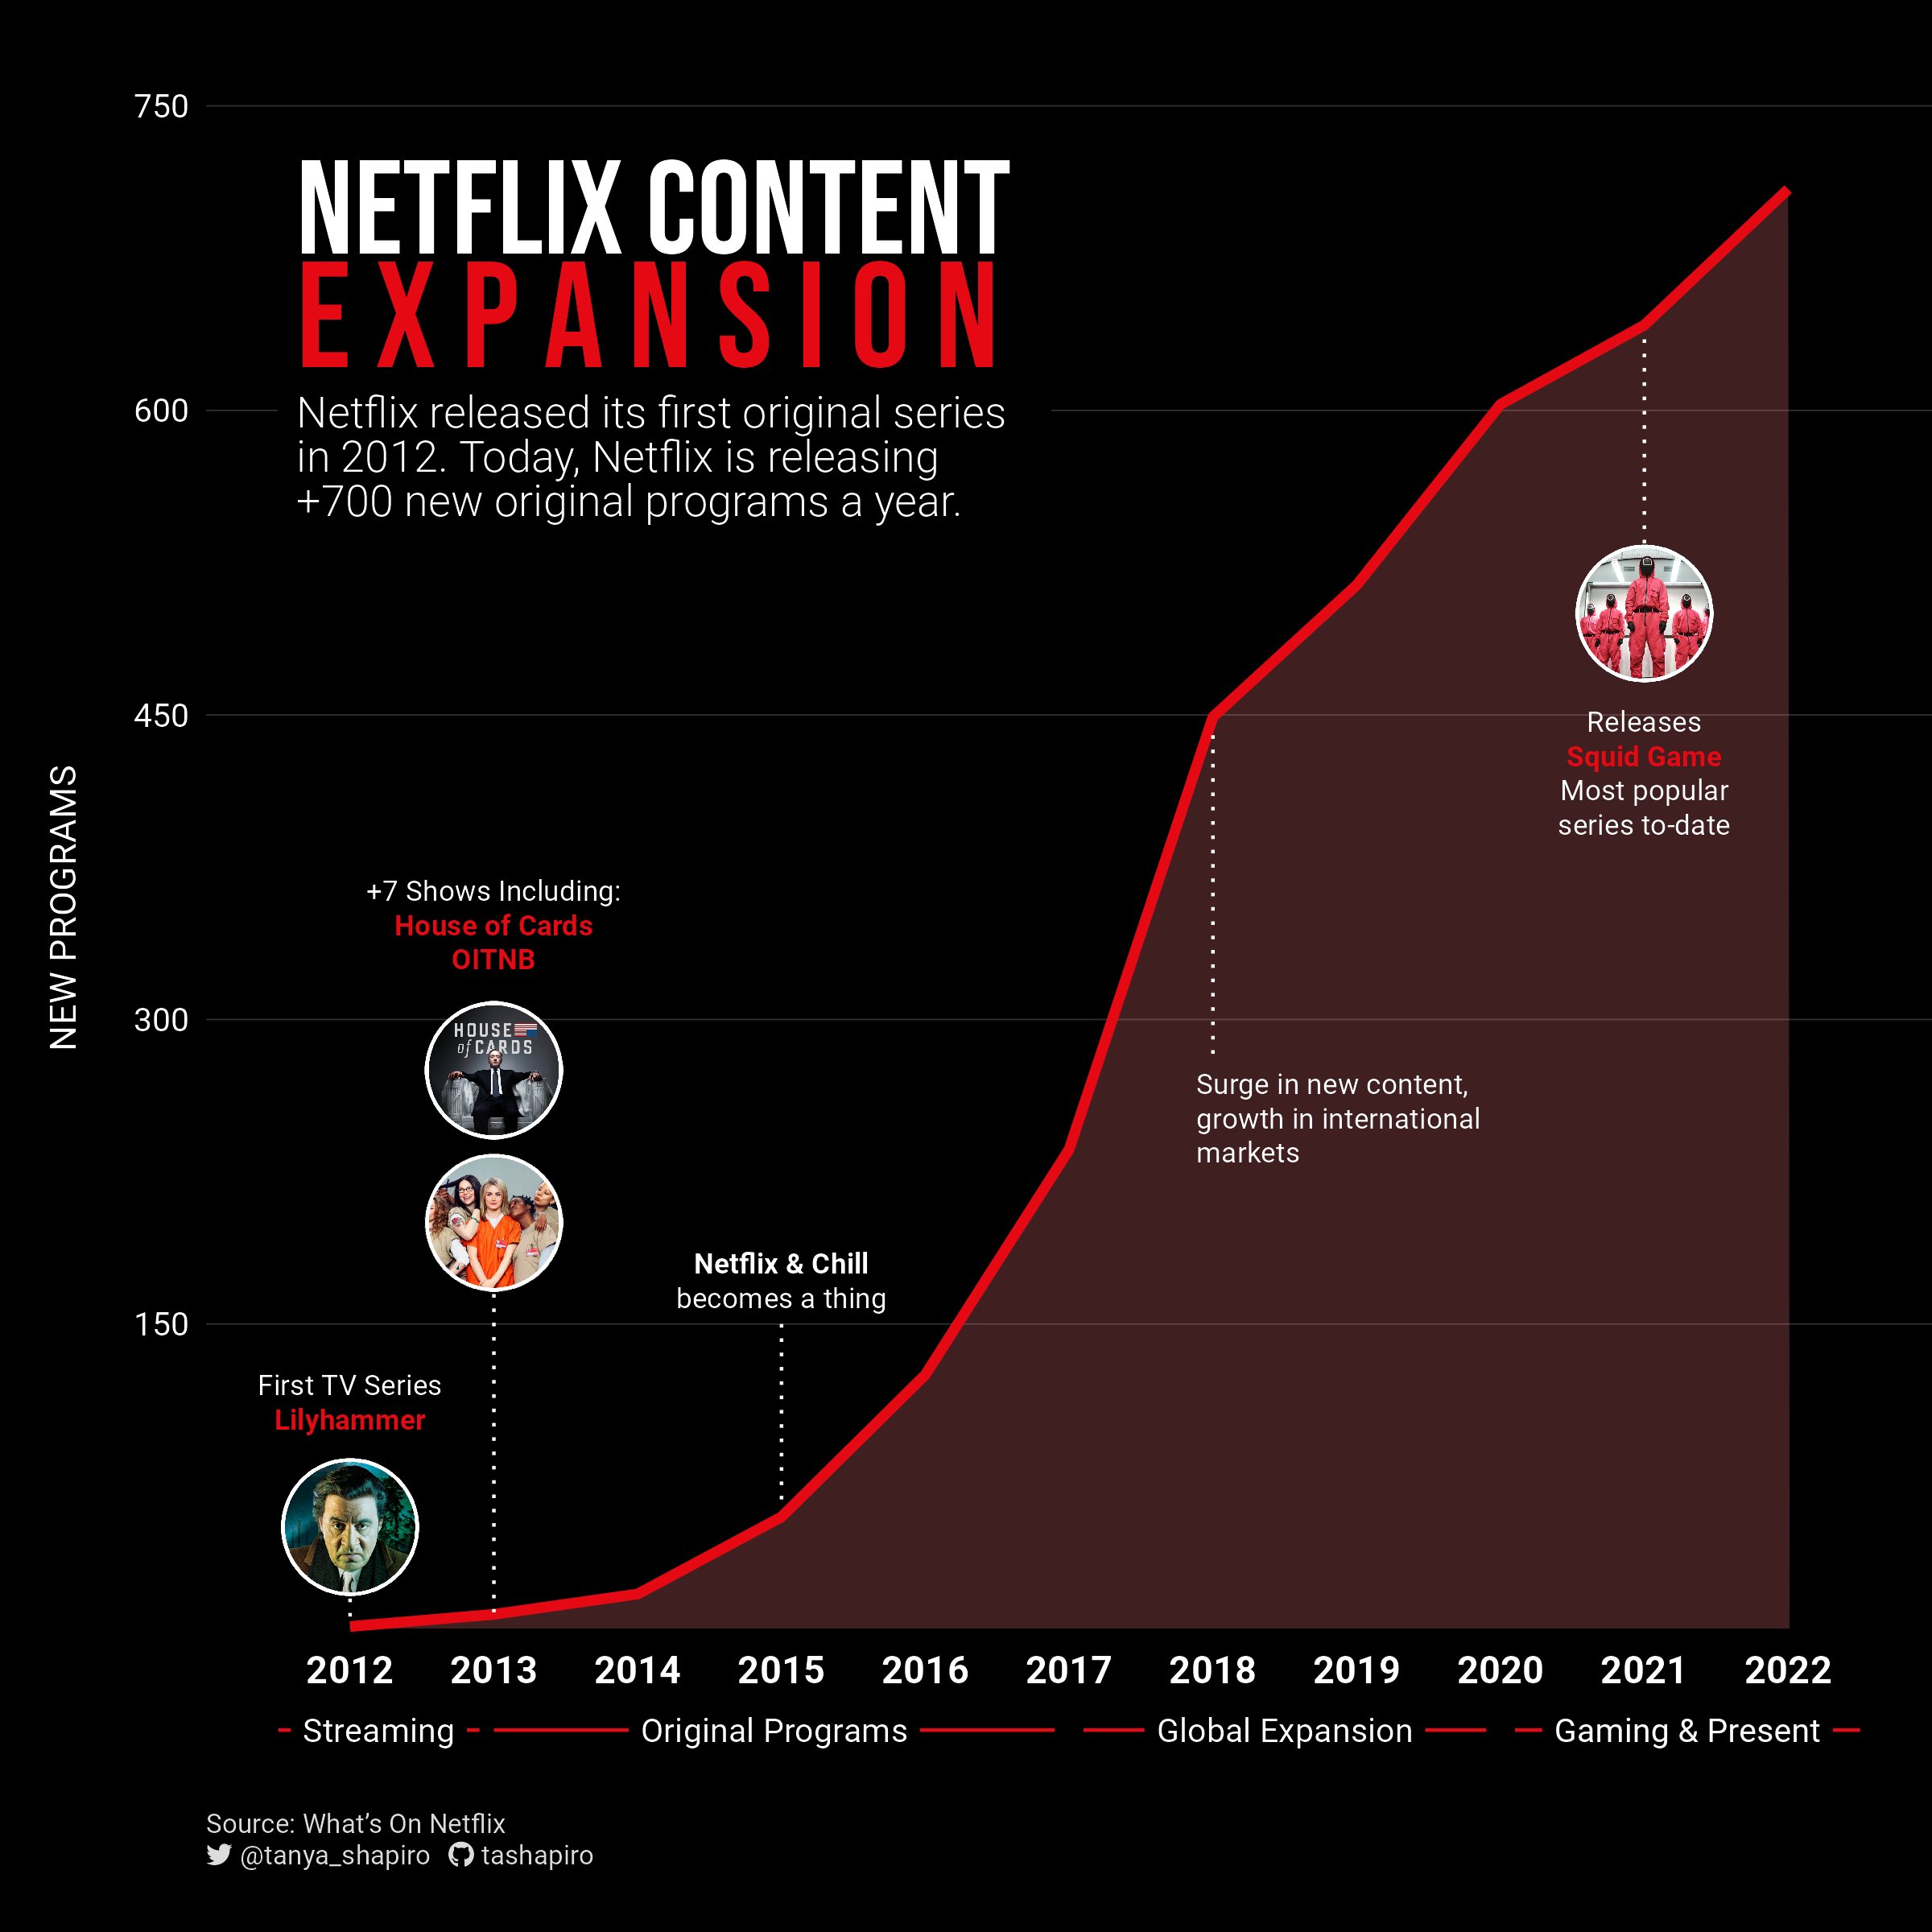 750
NETFLIX CONTENT
EXPANSION
600
Netflix released its first original series
in 2012. Today, Netflix is releasing
+700 new original programs a year.
450
Releases
Squid Game
Most popular
series to-date
NEW PROGRAMS
+7 Shows Including:
House of Cards
OITNB
300
HOUSE
of CARDS
Surge in new content,
growth in international
markets
Netflix & Chill
becomes a thing
150
First TV Series
Lilyhammer
2012 2013 2014 2015 2016 2017 2018 2019 2020 2021 2022
Streaming Original Programs Global Expansion Gaming & Present
Source: What’s On Netflix
@tanya_shapiro tashapiro